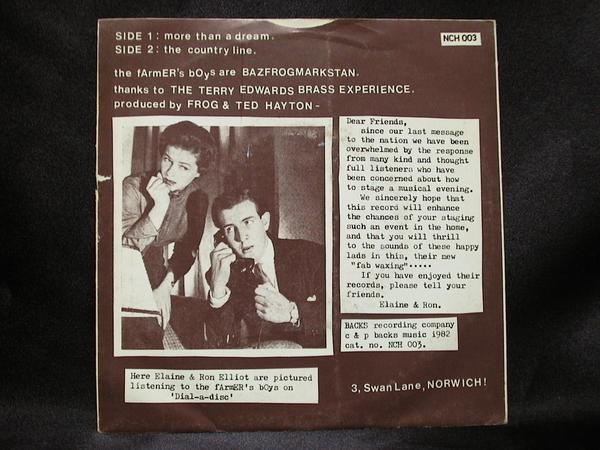 SIDE 1: more than a dream.
SIDE 2: the country line.
NCH 003
the fArmER's bOys are BAZFROGMARKSTAN.
thanks to THE TERRY EDWARDS BRASS EXPERIENCE.
produced by FROG & TED HAYTON-
Dear Friends,
since our last message
to the nation we have been
overwhelmed by the response
from many kind and thought
full listeners who have
been concerned about how
to stage a musical evening.
We sincerely hope that
this record will enhance
the chances of your staging
such an event in the home,
and that you will thrill
to the sounds of these happy
lads in this, their new
"fab waxing".....
If you have enjoyed their
records, please tell your
friends.
Elaine & Ron.
BACKS recording company
c & p backs music 1982
cat. no. NCH 003.
Here Elaine & Ron Elliot are pictured
listening to the fArmER's bOys on
'Dial-a-disc'
3, Swan Lane, NORWICH!